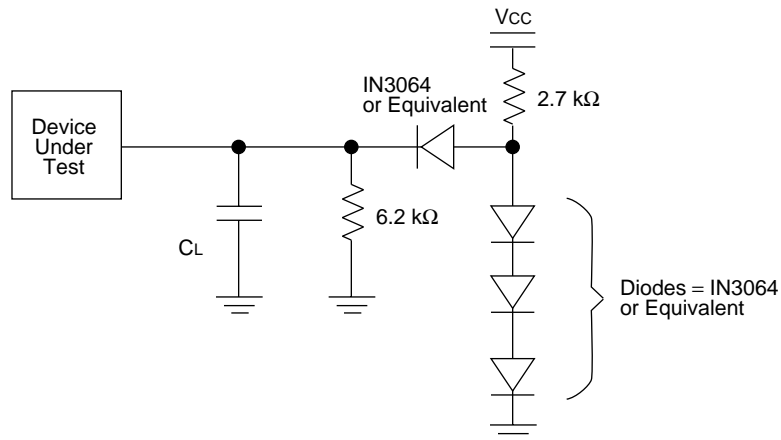 VCC
IN3064
or Equivalent
2.7 kΩ
Device
Under
Test
6.2 kΩ
CL
Diodes = IN3064
or Equivalent